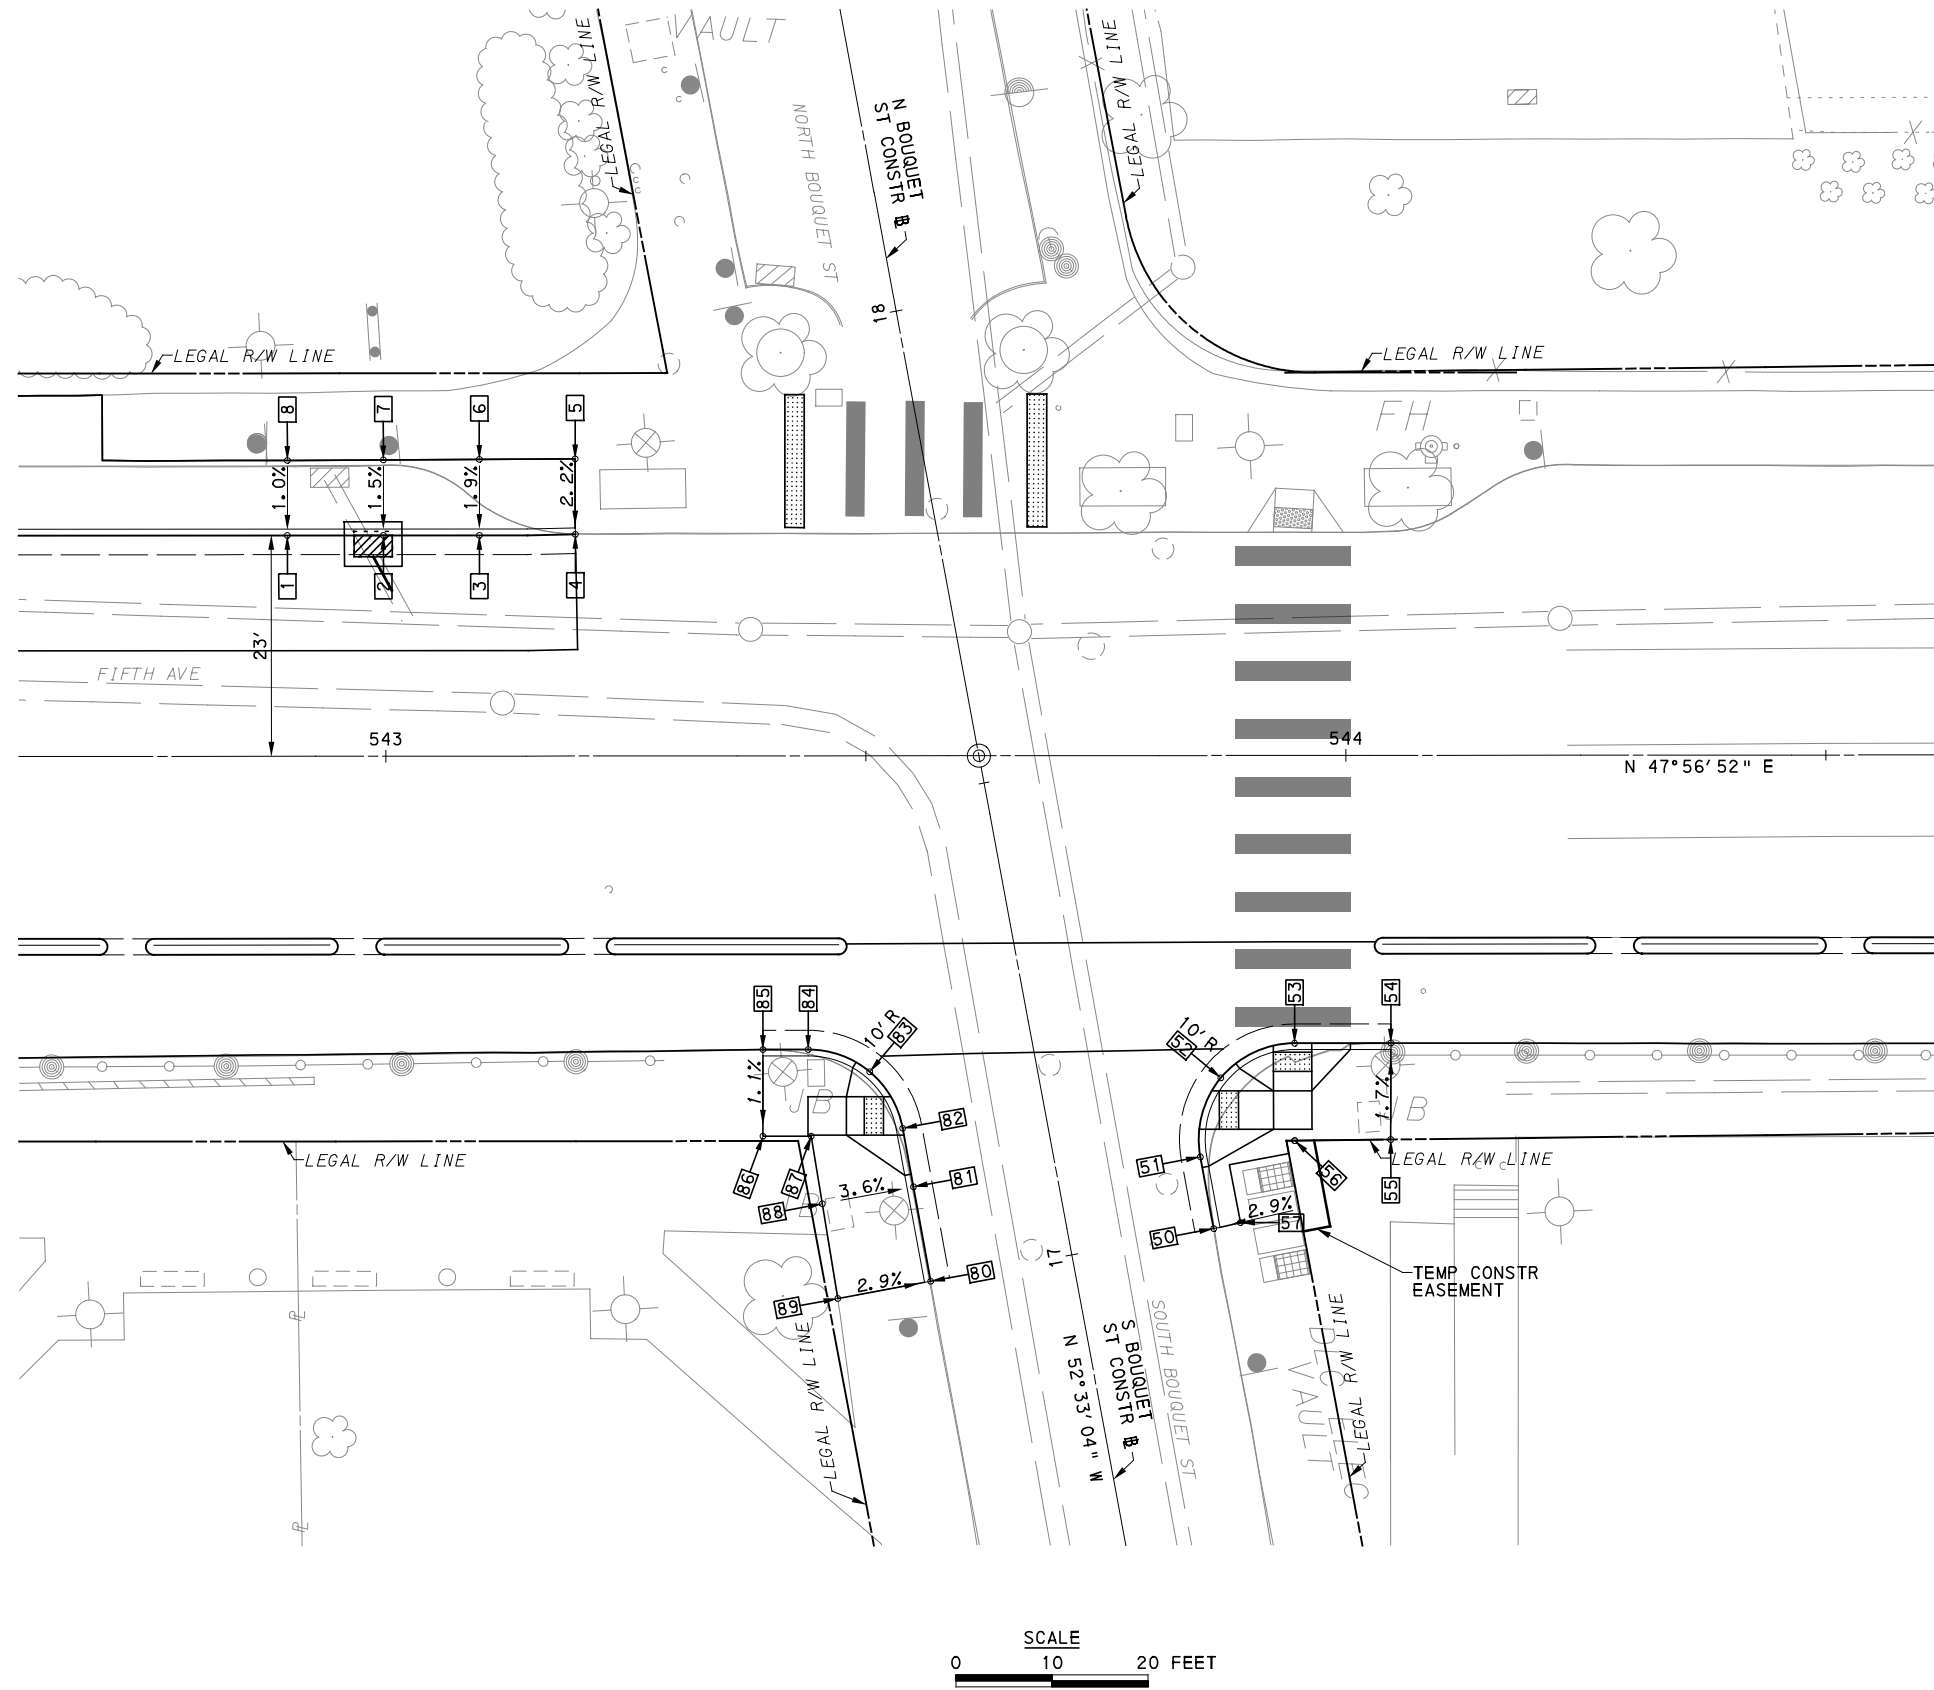 VAULT
LEGAL R/W LINE
N BOUQUET
ST CONSTR
NORTH BOUQUET ST
LEGAL R/W LINE
18
LEGAL R/W LINE
LEGAL R/W LINE
8
7
6
5
FH
1.0%
1.5%
1.9%
2.2%
1
2
3
4
23'
FIFTH AVE
543
544
N 47°56'52" E
85
84
10' R
83
10' R
52
53
54
1.1%
JB
1.7%
JB
82
LEGAL R/W LINE
51
LEGAL R/W LINE
86
87
88
3.6%
81
56
55
2.9%
57
50
17
80
2.9%
89
TEMP CONSTR
EASEMENT
LEGAL R/W LINE
N 52°33'04" W
S BOUQUET
ST CONSTR
SOUTH BOUQUET ST
DLC ELEC
VAULT
LEGAL R/W LINE
SCALE
0 10 20 FEET